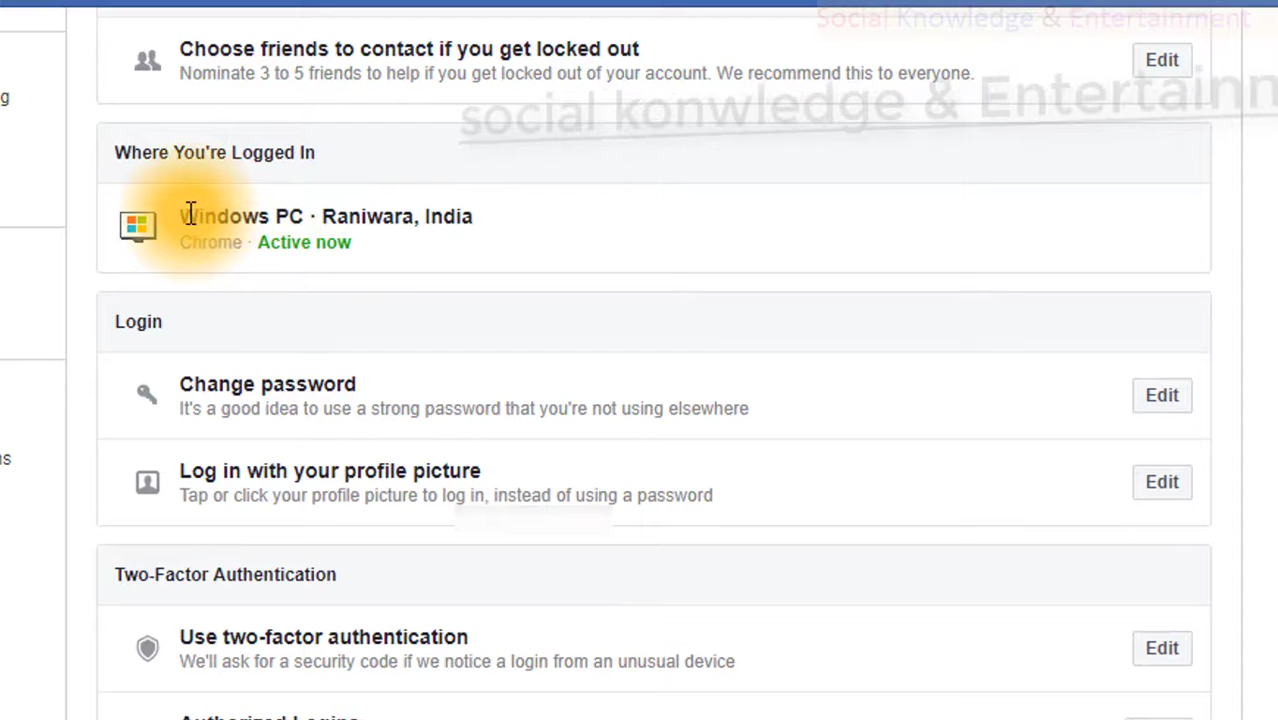 Social Knowledge & Entertainment
Choose friends to contact if you get locked out
Edit
Nominate 3 to 5 friends to help if you get locked out of your account. We recommend this to everyone.
g
social konwledge & Entertainn
Where You're Logged In
Windows PC · Raniwara, India
Chrome · Active now
Login
Change password
Edit
It's a good idea to use a strong password that you're not using elsewhere
ns
Log in with your profile picture
Edit
Tap or click your profile picture to log in, instead of using a password
Two-Factor Authentication
Use two-factor authentication
Edit
We'll ask for a security code if we notice a login from an unusual device
Authorized Logins